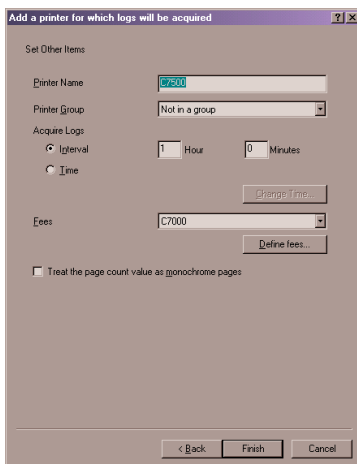 Add a printer for which logs will be acquired
Set Other Items
Printer Name C7500
Printer Group Not in a group
Acquire Logs
Interval 1 Hour 0 Minutes
Time
Change Time...
Fees C7000
Define fees...
Treat the page count value as monochrome pages
< Back Finish Cancel